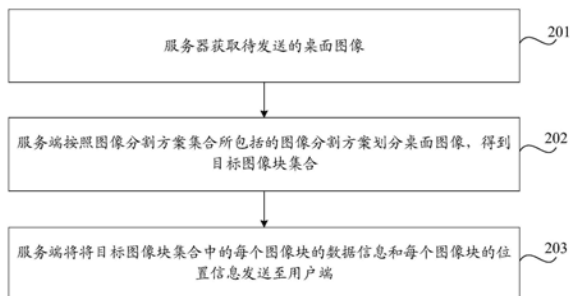 服务器获取待发送的桌面图像
201
服务端按照图像分割方案集合所包括的图像分割方案划分桌面图像，得到
目标图像块集合
202
服务端将将目标图像块集合中的每个图像块的数据信息和每个图像块的位
置信息发送至用户端
203